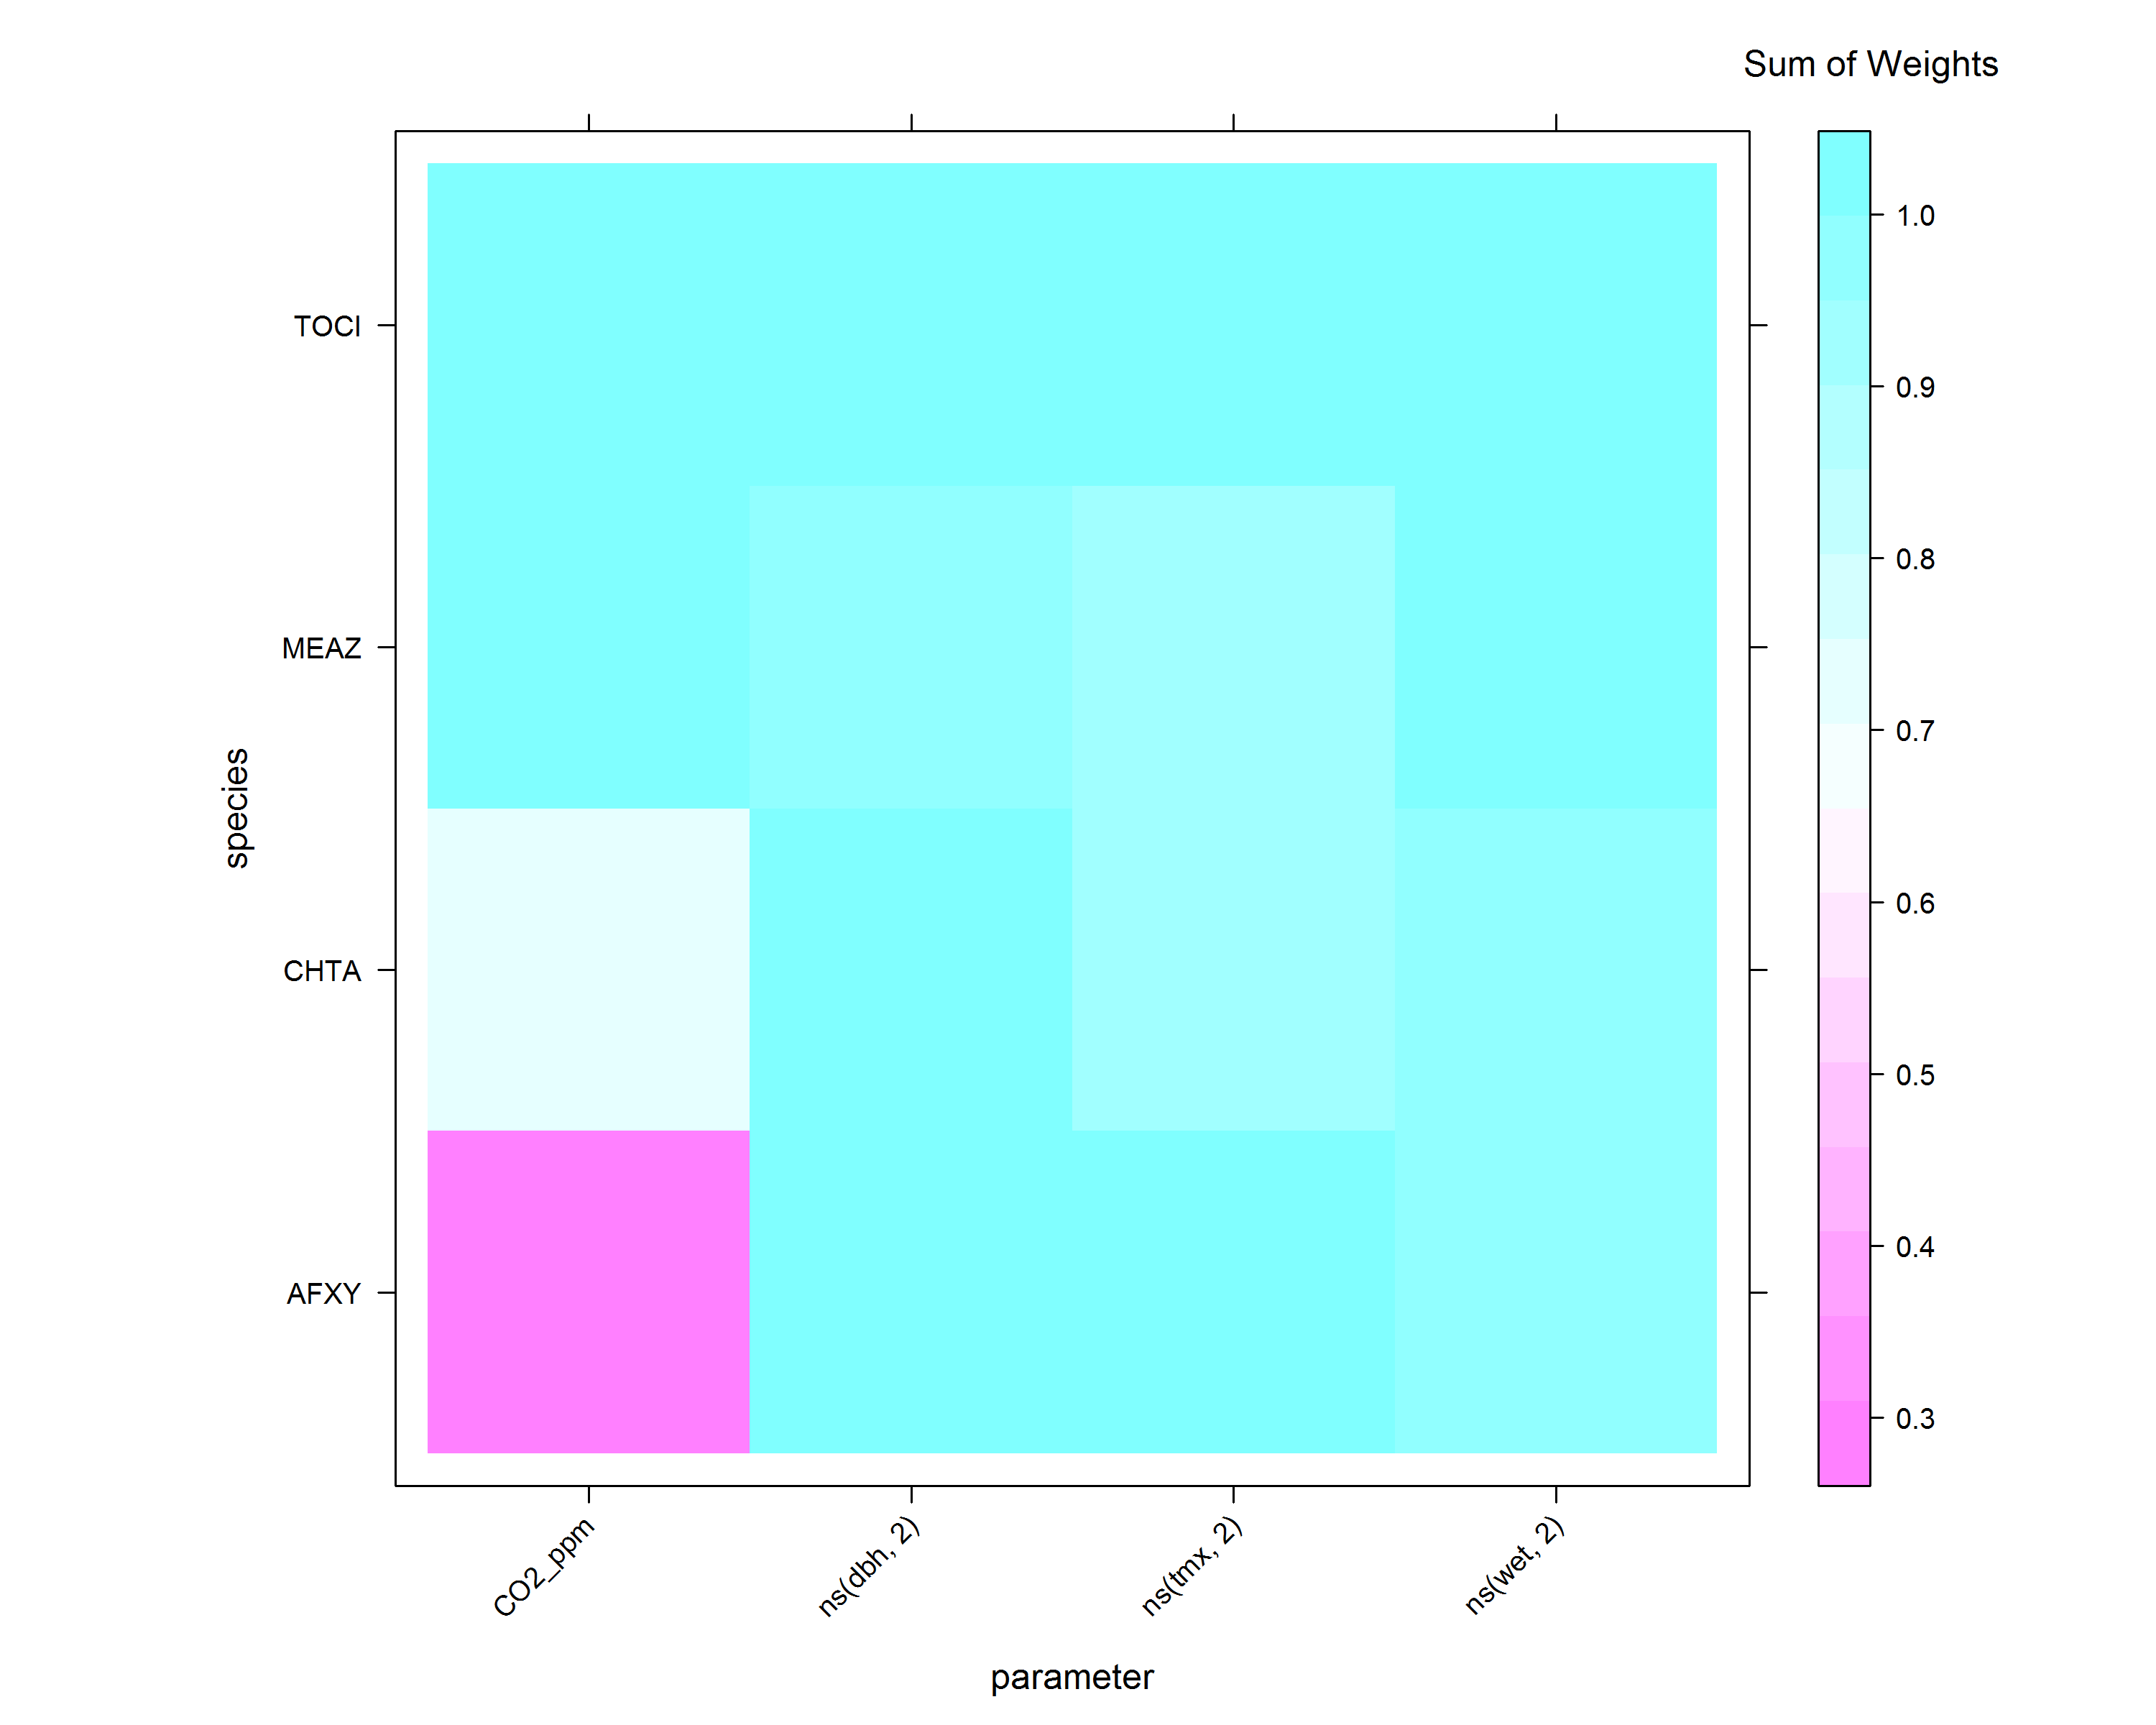 Sum of Weights
TOCI
MEAZ
CHTA
AFXY
species
1.0
0.9
0.8
0.7
0.6
0.5
0.4
0.3
CO2_ppm
ns(dbh, 2)
ns(tmx, 2)
ns(wet, 2)
parameter